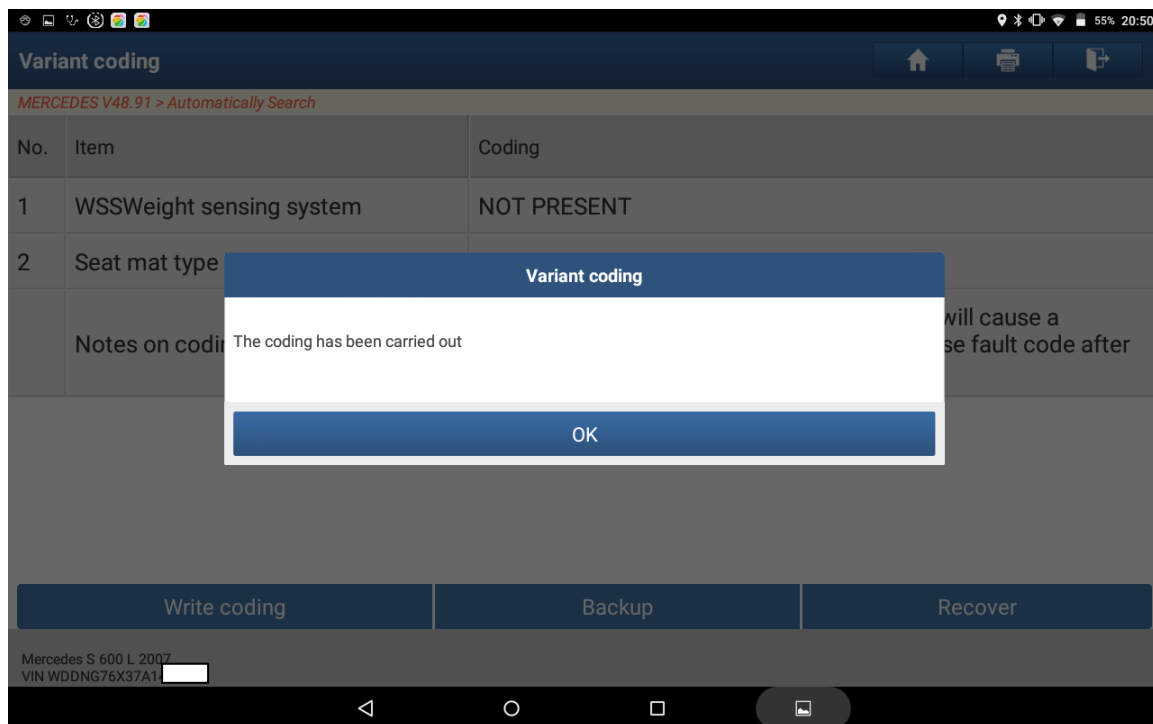 55% 20:50
Variant coding
MERCEDES V48.91 > Automatically Search
No. Item Coding
1 WSSWeight sensing system NOT PRESENT
2 Seat mat type
Variant coding
will cause a
Notes on se fault code after
The coding has been carried out
OK
Write coding Backup Recover
Mercedes S 600 L 2007
VIN WDDNG76X37A1